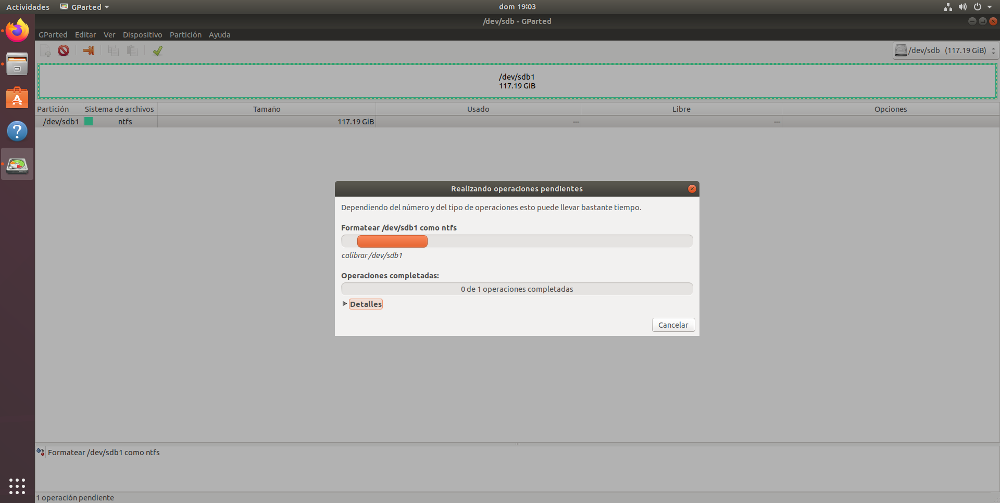 Actividades GParted dom 19:03
/dev/sdb - GParted
GParted Editar Ver Dispositivo Partición Ayuda
/dev/sdb (117.19 GiB)
/dev/sdb1
117.19 GiB
Partición Sistema de archivos Tamaño Usado Libre Opciones
/dev/sdb1 ntfs 117.19 GiB --- ---
Realizando operaciones pendientes
Dependiendo del número y del tipo de operaciones esto puede llevar bastante tiempo.
Formatear /dev/sdb1 como ntfs
calibrar /dev/sdb1
Operaciones completadas:
0 de 1 operaciones completadas
Detalles
Cancelar
Formatear /dev/sdb1 como ntfs
1 operación pendiente